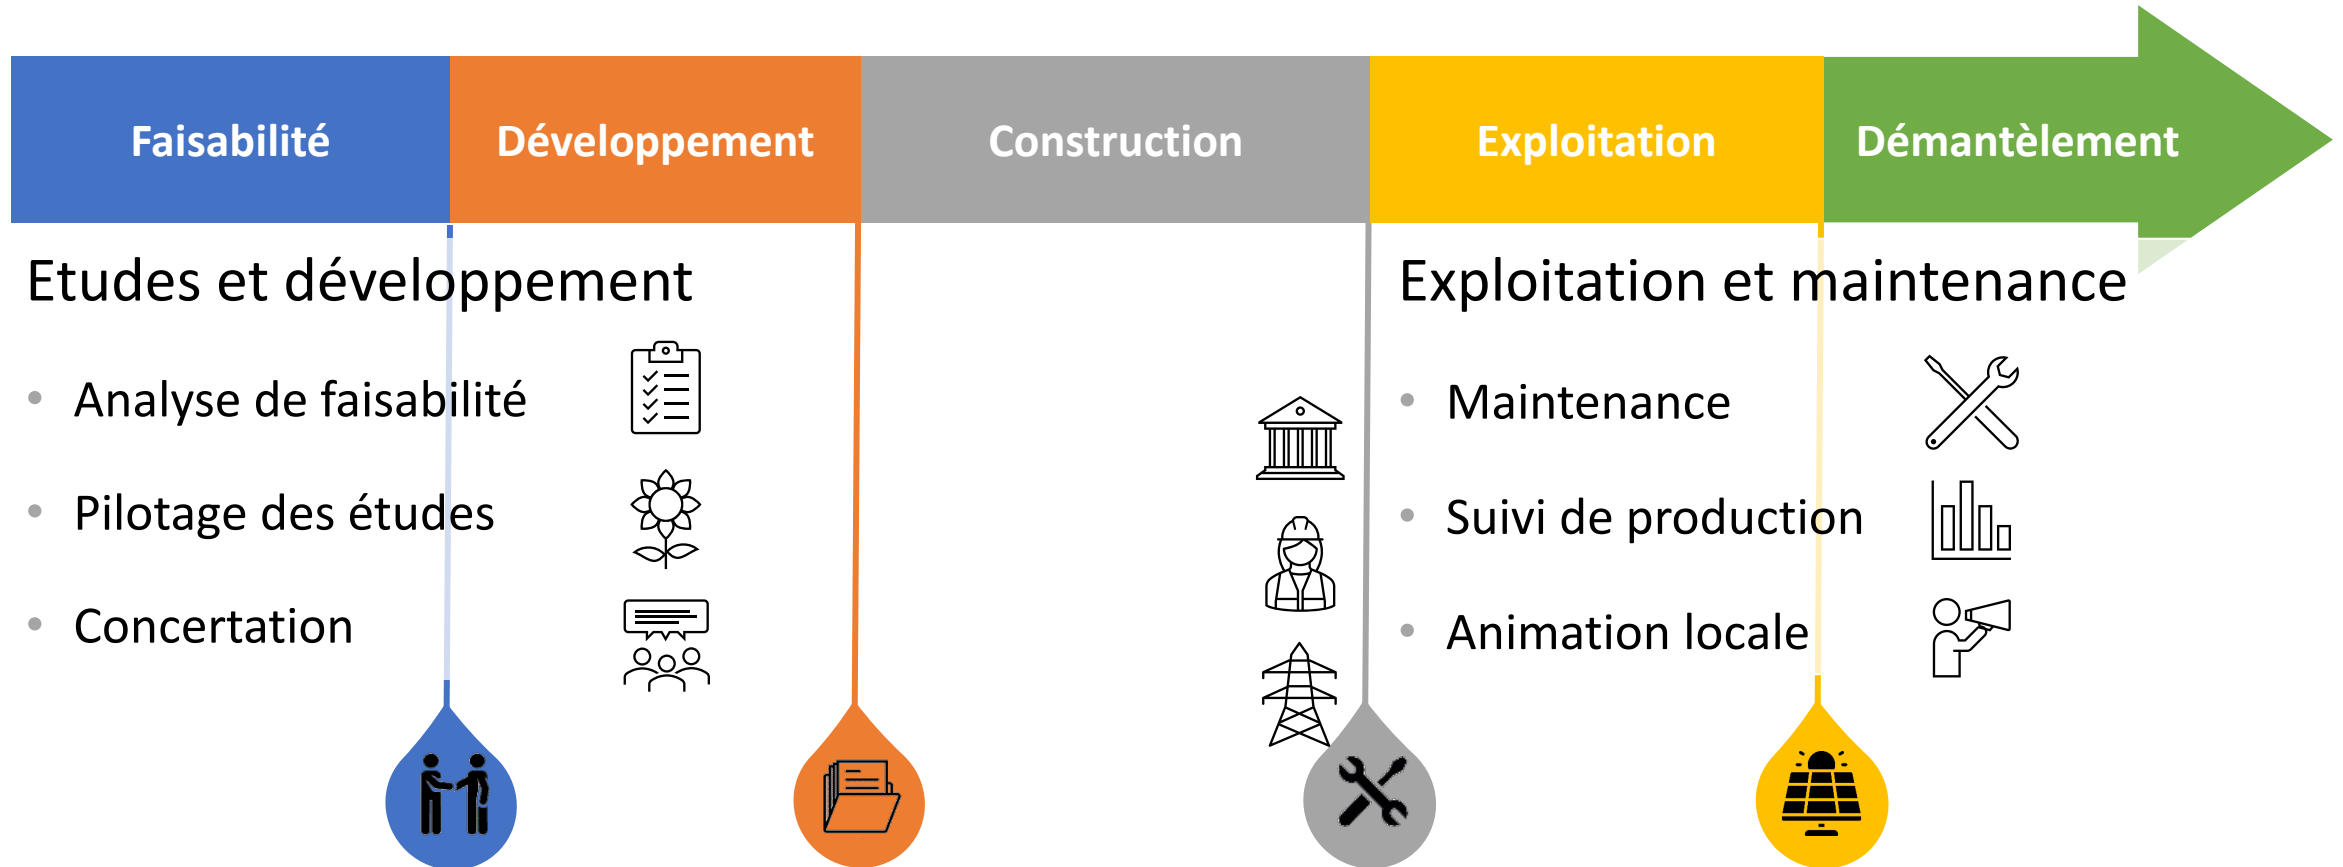 Faisabilité
Développement
Construction
Exploitation
Démantèlement
Etudes et développement
• Analyse de faisabilité
• Pilotage des études
• Concertation
Exploitation et maintenance
• Maintenance
• Suivi de production
• Animation locale